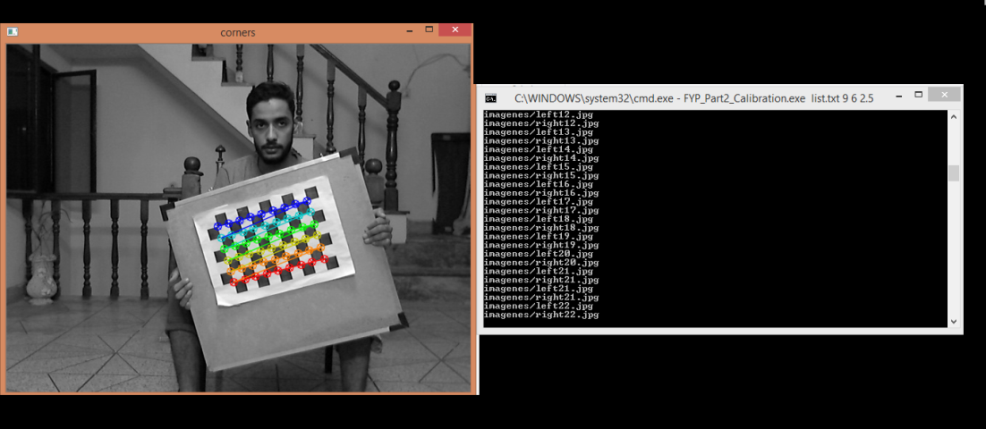 corners
C:\WINDOWS\system32\cmd.exe - FYP_Part2_Calibration.exe list.txt 9 6 2.5
imagenes/left12.jpg
imagenes/right12.jpg
imagenes/left13.jpg
imagenes/right13.jpg
imagenes/left14.jpg
imagenes/right14.jpg
imagenes/left15.jpg
imagenes/right15.jpg
imagenes/left16.jpg
imagenes/right16.jpg
imagenes/left17.jpg
imagenes/right17.jpg
imagenes/left18.jpg
imagenes/right18.jpg
imagenes/left19.jpg
imagenes/right19.jpg
imagenes/left20.jpg
imagenes/right20.jpg
imagenes/left21.jpg
imagenes/right21.jpg
imagenes/left21.jpg
imagenes/right21.jpg
imagenes/left22.jpg
imagenes/right22.jpg